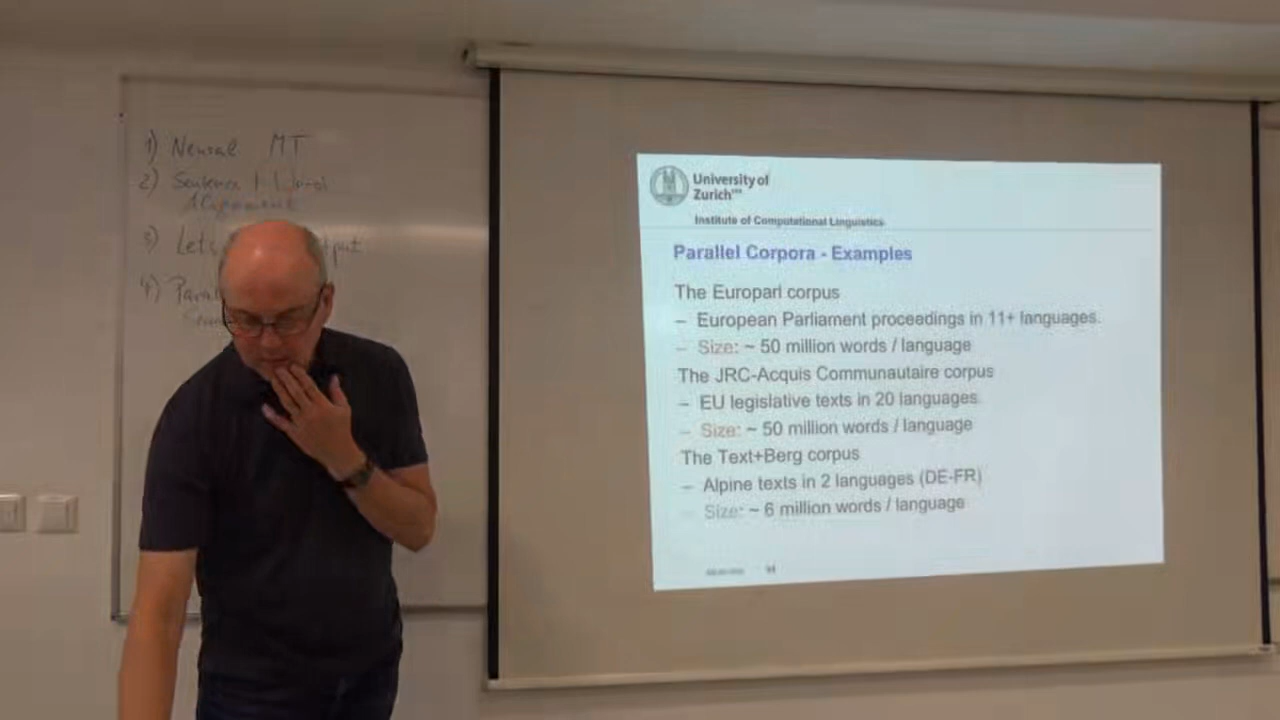 1) Neural MT
2) Sentence + Word
Alignment
3) Let's
4)
University of
Zurich
Institute of Computational Linguistics
Parallel Corpora - Examples
The Europarl corpus
– European Parliament proceedings in 11+ languages.
– Size: ~ 50 million words / language
The JRC-Acquis Communautaire corpus
– EU legislative texts in 20 languages
– Size: ~ 50 million words / language
The Text+Berg corpus
– Alpine texts in 2 languages (DE-FR)
– Size: ~ 6 million words / language